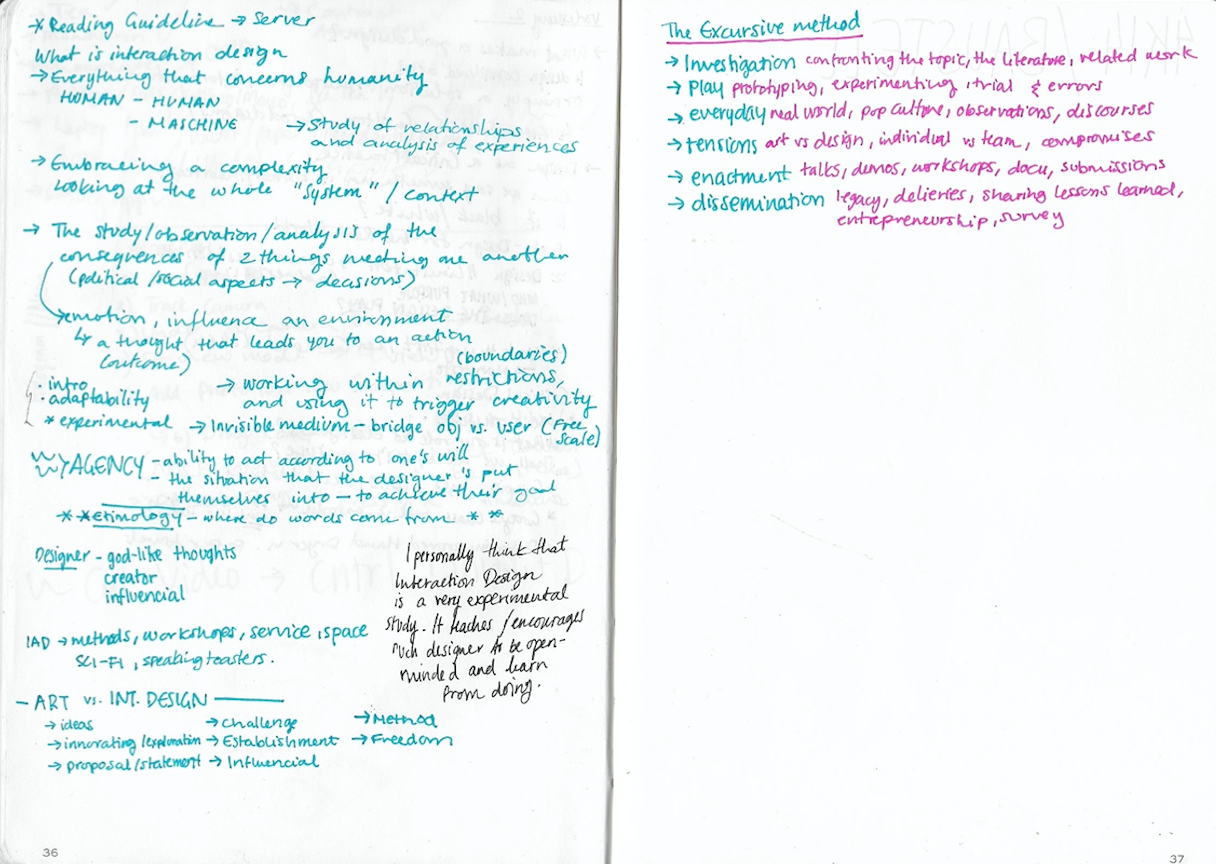 * Reading Guideline → Server
What is interaction design
→ Everything that concerns humanity
HUMAN – HUMAN
– MASCHINE
→ Study of relationships
and analysis of experiences
→ Embracing a complexity
Looking at the whole "System" / context
→ The study/observation/analysis of the
consequences of 2 things meeting one another
(political /social aspects → decisions)
→ emotion, influence an environment
↳ a thought that leads you to an action
(outcome)
· intro
· adaptability
* experimental
(boundaries)
→ working within restrictions,
and using it to trigger creativity
→ Invisible medium – bridge obj vs. user (Free
Scale)
AGENCY – ability to act according to one's will
– the sitnation that the designer's put
themselves into – to achieve their goal
* * Etimology – where do words come from * *
Designer – god-like thoughts
creator
influencial
I personally think that
Interaction Design
is a very experimental
study. It teaches / encourages
designer to be open-
minded and learn
from doing.
IAD → methods, workshops, service, space
SCI-FI, speaking toasters.
– ART vs. INT. DESIGN –
→ ideas → challenge → Method
→ innovating /exploration → Establishment → Freedom
→ proposal/statement → Influencial
36
The Excursive method
→ Investigation confronting the topic, the literature, related work
→ Play prototyping, experimenting, trial & errors
→ everyday real world, pop culture, observations, discourses
→ tensions art vs design, individual vs team, compromises
→ enactment talks, demos, workshops, docu, submissions
→ dissemination legacy, delieries, sharing lessons learned,
entrepreneurship, survey
37